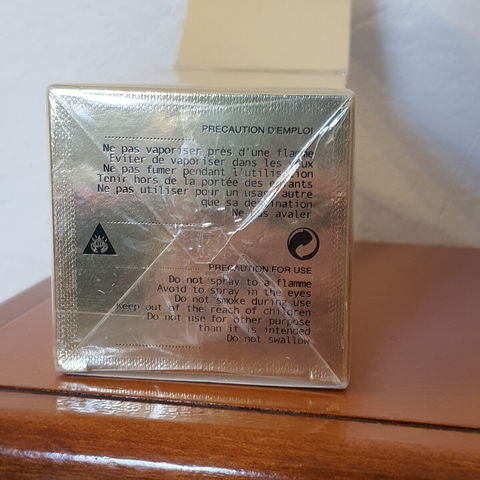 PRECAUTION D'EMPLOI
Ne pas vaporiser près d'une flamme
Eviter de vaporiser dans les yeux
Ne pas fumer pendant l'utilisation
Tenir hors de la portée des enfants
Ne pas utiliser pour un usage autre
que sa destination
Ne pas avaler
PRECAUTION FOR USE
Do not spray to a flamme
Avoid to spray in the eyes
Do not smoke during use
Keep out of the reach of children
Do not use for other purpose
than it is intended
Do not swallow